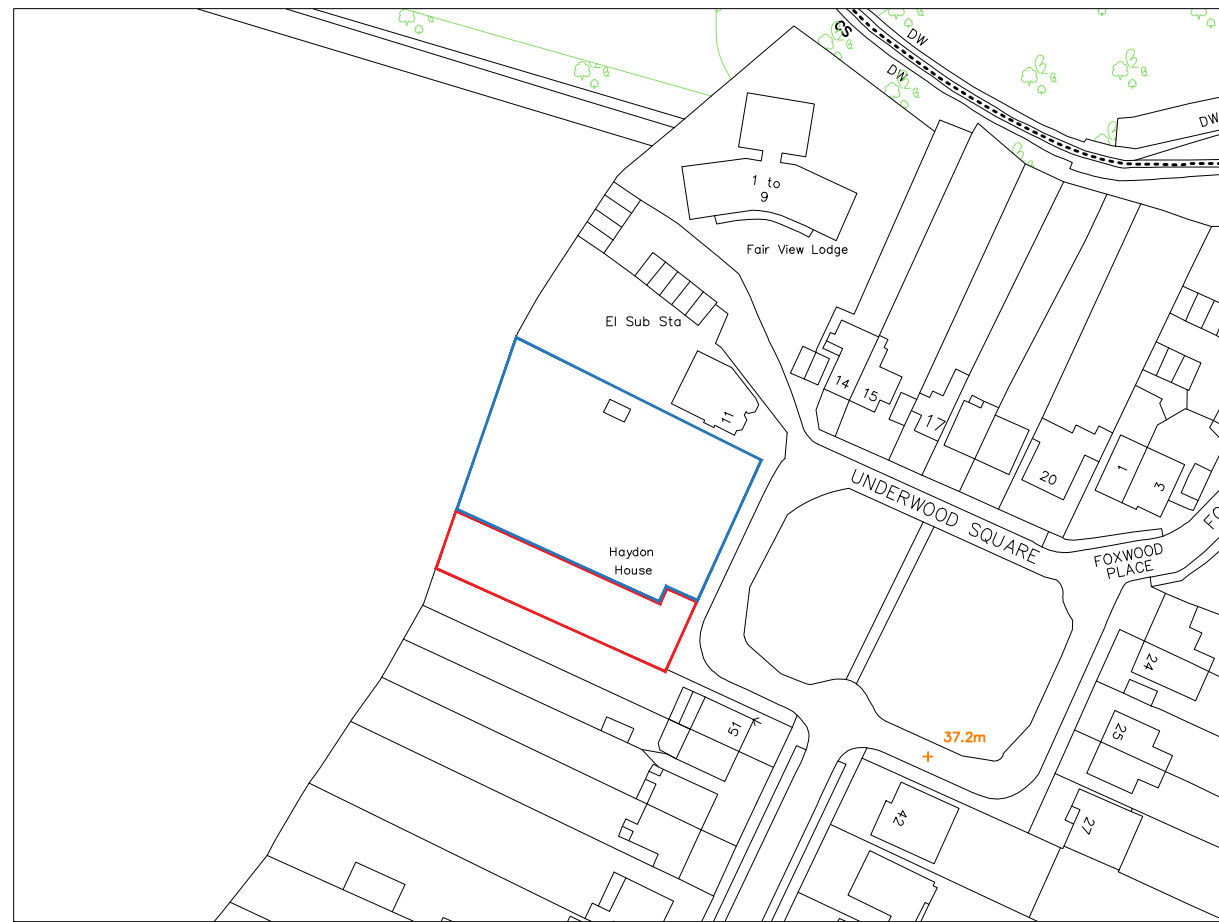 CS
DW
DW
DW
1 to
9
Fair View Lodge
El Sub Sta
11
14
15
17
20
1
3
UNDERWOOD SQUARE
FOXWOOD
PLACE
FO
Haydon
House
24
25
27
37.2m
42
51